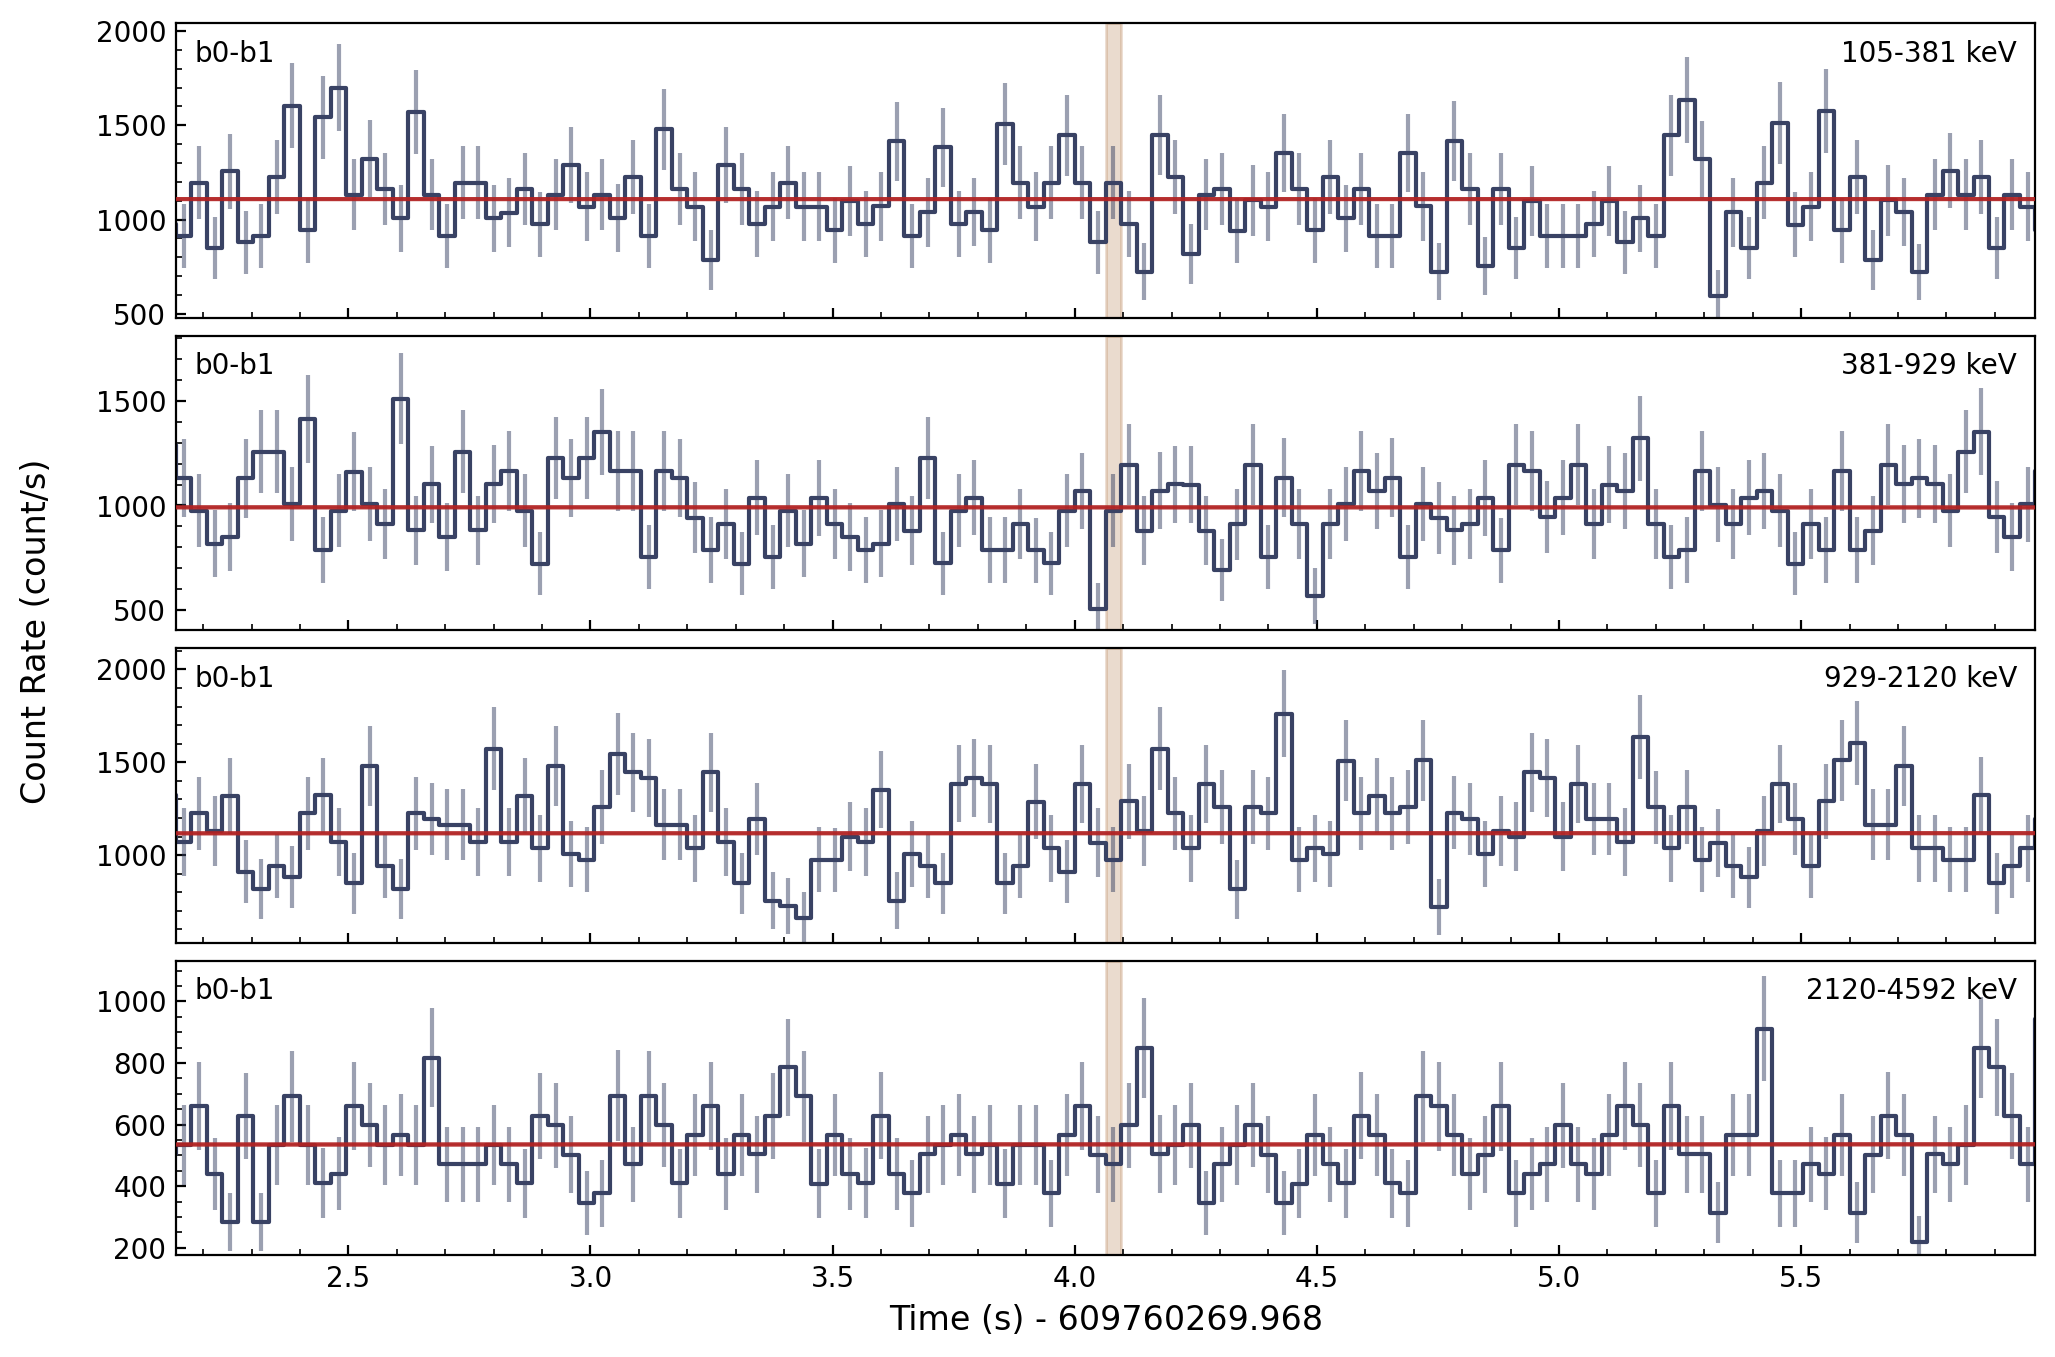 2000
b0-b1
105-381 keV
1500
1000
500
b0-b1
381-929 keV
1500
1000
500
2000
b0-b1
929-2120 keV
1500
1000
b0-b1
2120-4592 keV
1000
800
600
400
200
Count Rate (count/s)
2.5 3.0 3.5 4.0 4.5 5.0 5.5
Time (s) - 609760269.968